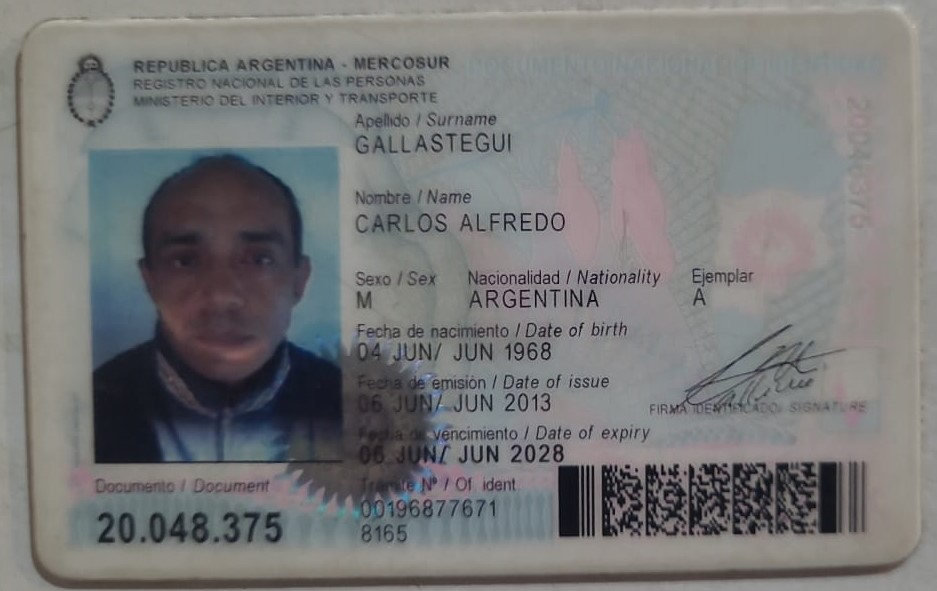 REPUBLICA ARGENTINA - MERCOSUR
REGISTRO NACIONAL DE LAS PERSONAS
MINISTERIO DEL INTERIOR Y TRANSPORTE
Apellido / Surname
GALLASTEGUI
Nombre / Name
CARLOS ALFREDO
Sexo / Sex Nacionalidad / Nationality Ejemplar
M ARGENTINA A
Fecha de nacimiento / Date of birth
04 JUN/ JUN 1968
Fecha de emisión / Date of issue
06 JUN/ JUN 2013
FIRMA IDENTIFICADO/ SIGNATURE
Fecha de vencimiento / Date of expiry
06 JUN/ JUN 2028
Documento / Document Trámite Nº / Of. ident.
20.048.375 00196877671
8165
20048375